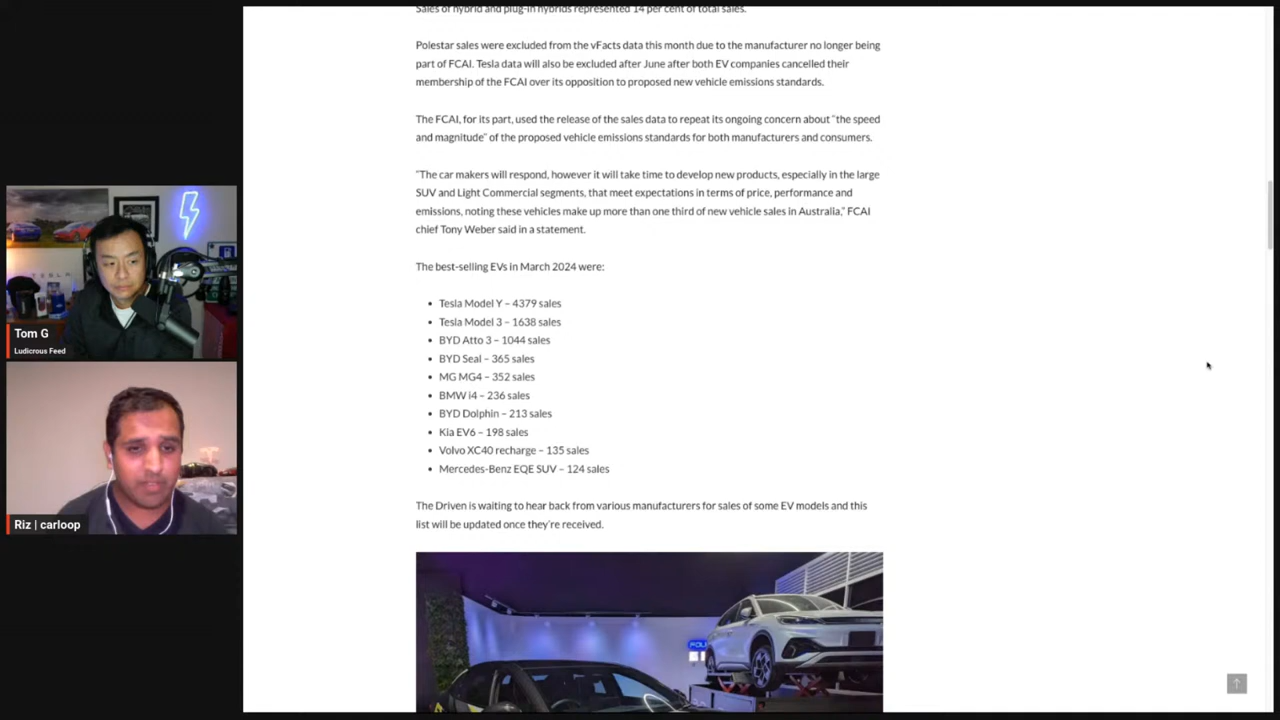 Sales of hybrid and plug-in hybrids represented 14 per cent of total sales.
Polestar sales were excluded from the vFacts data this month due to the manufacturer no longer being
part of FCAI. Tesla data will also be excluded after June after both EV companies cancelled their
membership of the FCAI over its opposition to proposed new vehicle emissions standards.
The FCAI, for its part, used the release of the sales data to repeat its ongoing concern about "the speed
and magnitude" of the proposed vehicle emissions standards for both manufacturers and consumers.
"The car makers will respond, however it will take time to develop new products, especially in the large
SUV and Light Commercial segments, that meet expectations in terms of price, performance and
emissions, noting these vehicles make up more than one third of new vehicle sales in Australia," FCAI
chief Tony Weber said in a statement.
The best-selling EVs in March 2024 were:
• Tesla Model Y – 4379 sales
• Tesla Model 3 – 1638 sales
• BYD Atto 3 – 1044 sales
• BYD Seal – 365 sales
• MG MG4 – 352 sales
• BMW i4 – 236 sales
• BYD Dolphin – 213 sales
• Kia EV6 – 198 sales
• Volvo XC40 recharge – 135 sales
• Mercedes-Benz EQE SUV – 124 sales
The Driven is waiting to hear back from various manufacturers for sales of some EV models and this
list will be updated once they're received.
TESLA
Tom G
Ludicrous Feed
Riz | carloop